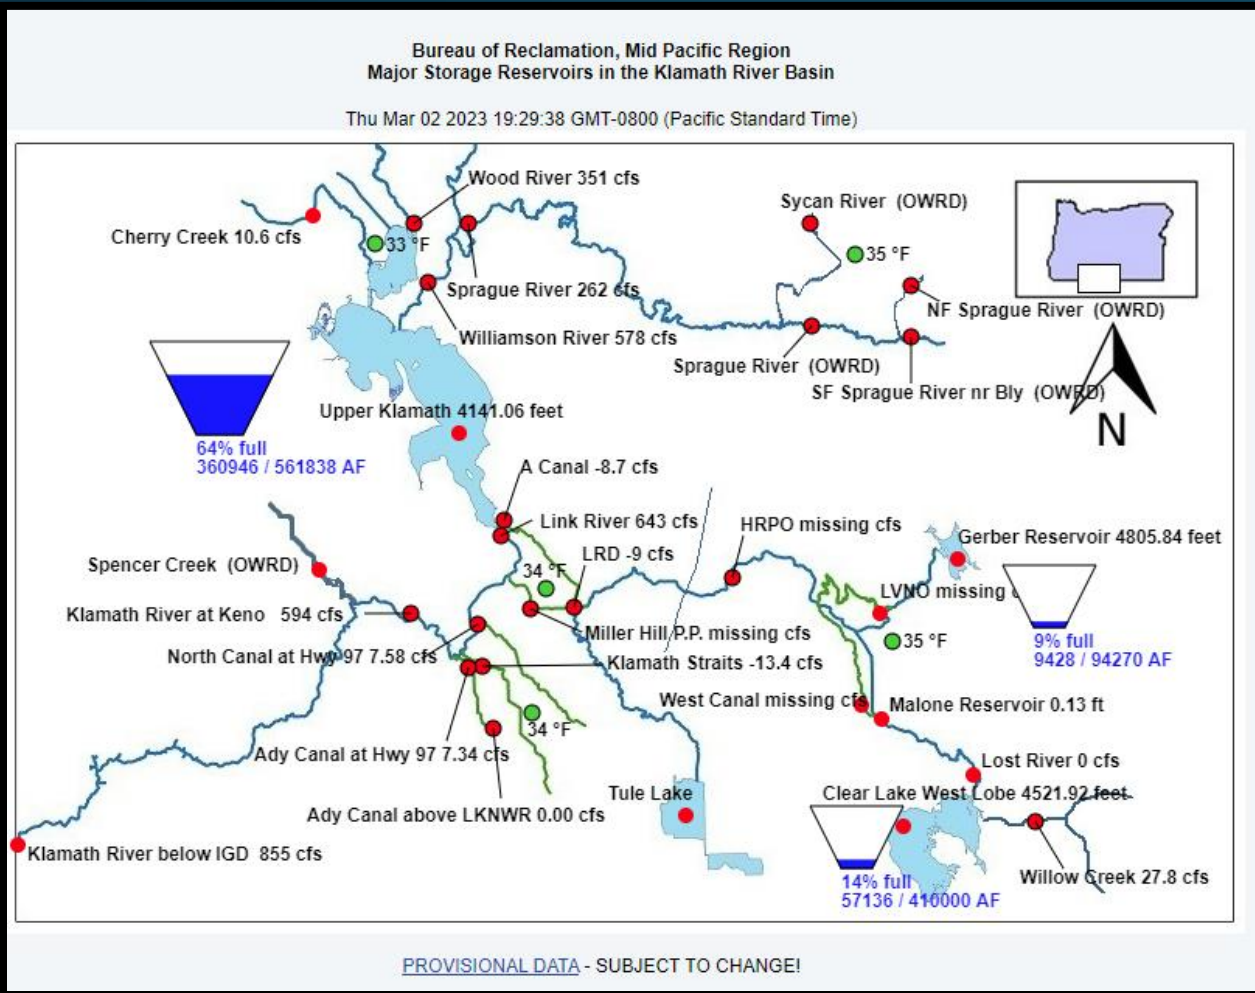 Bureau of Reclamation, Mid Pacific Region
Major Storage Reservoirs in the Klamath River Basin
Thu Mar 02 2023 19:29:38 GMT-0800 (Pacific Standard Time)
Wood River 351 cfs
Sycan River (OWRD)
Cherry Creek 10.6 cfs
33 °F
35 °F
Sprague River 262 cfs
NF Sprague River (OWRD)
Williamson River 578 cfs
Sprague River (OWRD)
SF Sprague River nr Bly (OWRD)
Upper Klamath 4141.06 feet
N
64% full
360946 / 561838 AF
A Canal -8.7 cfs
Link River 643 cfs
HRPO missing cfs
Gerber Reservoir 4805.84 feet
LRD -9 cfs
Spencer Creek (OWRD)
34 °F
LVNO missing c
Klamath River at Keno 594 cfs
Miller Hill P.P. missing cfs
35 °F
9% full
9428 / 94270 AF
North Canal at Hwy 97 7.58 cfs
Klamath Straits -13.4 cfs
West Canal missing cfs
Malone Reservoir 0.13 ft
34 °F
Ady Canal at Hwy 97 7.34 cfs
Lost River 0 cfs
Tule Lake
Clear Lake West Lobe 4521.92 feet
Ady Canal above LKNWR 0.00 cfs
Klamath River below IGD 855 cfs
14% full
57136 / 410000 AF
Willow Creek 27.8 cfs
PROVISIONAL DATA - SUBJECT TO CHANGE!